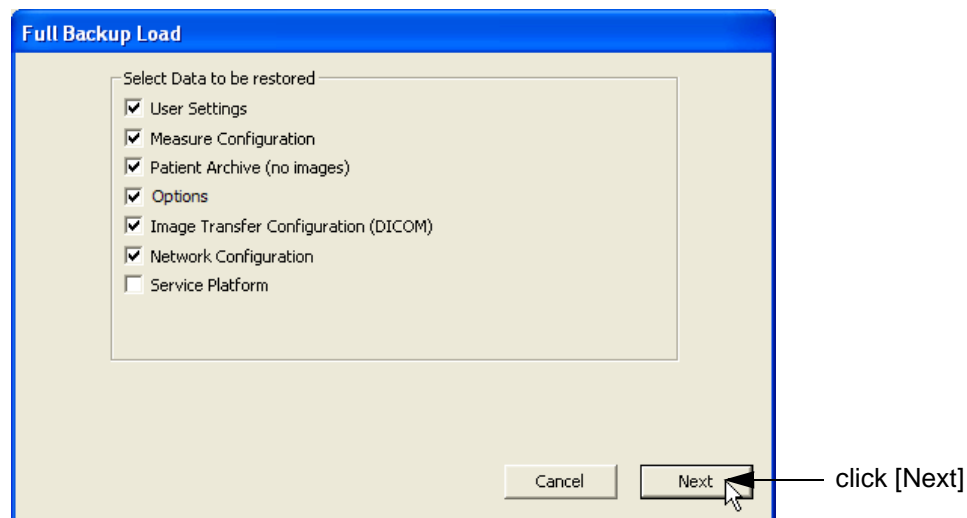 Full Backup Load
Select Data to be restored
User Settings
Measure Configuration
Patient Archive (no images)
Options
Image Transfer Configuration (DICOM)
Network Configuration
Service Platform
Cancel
Next
click [Next]